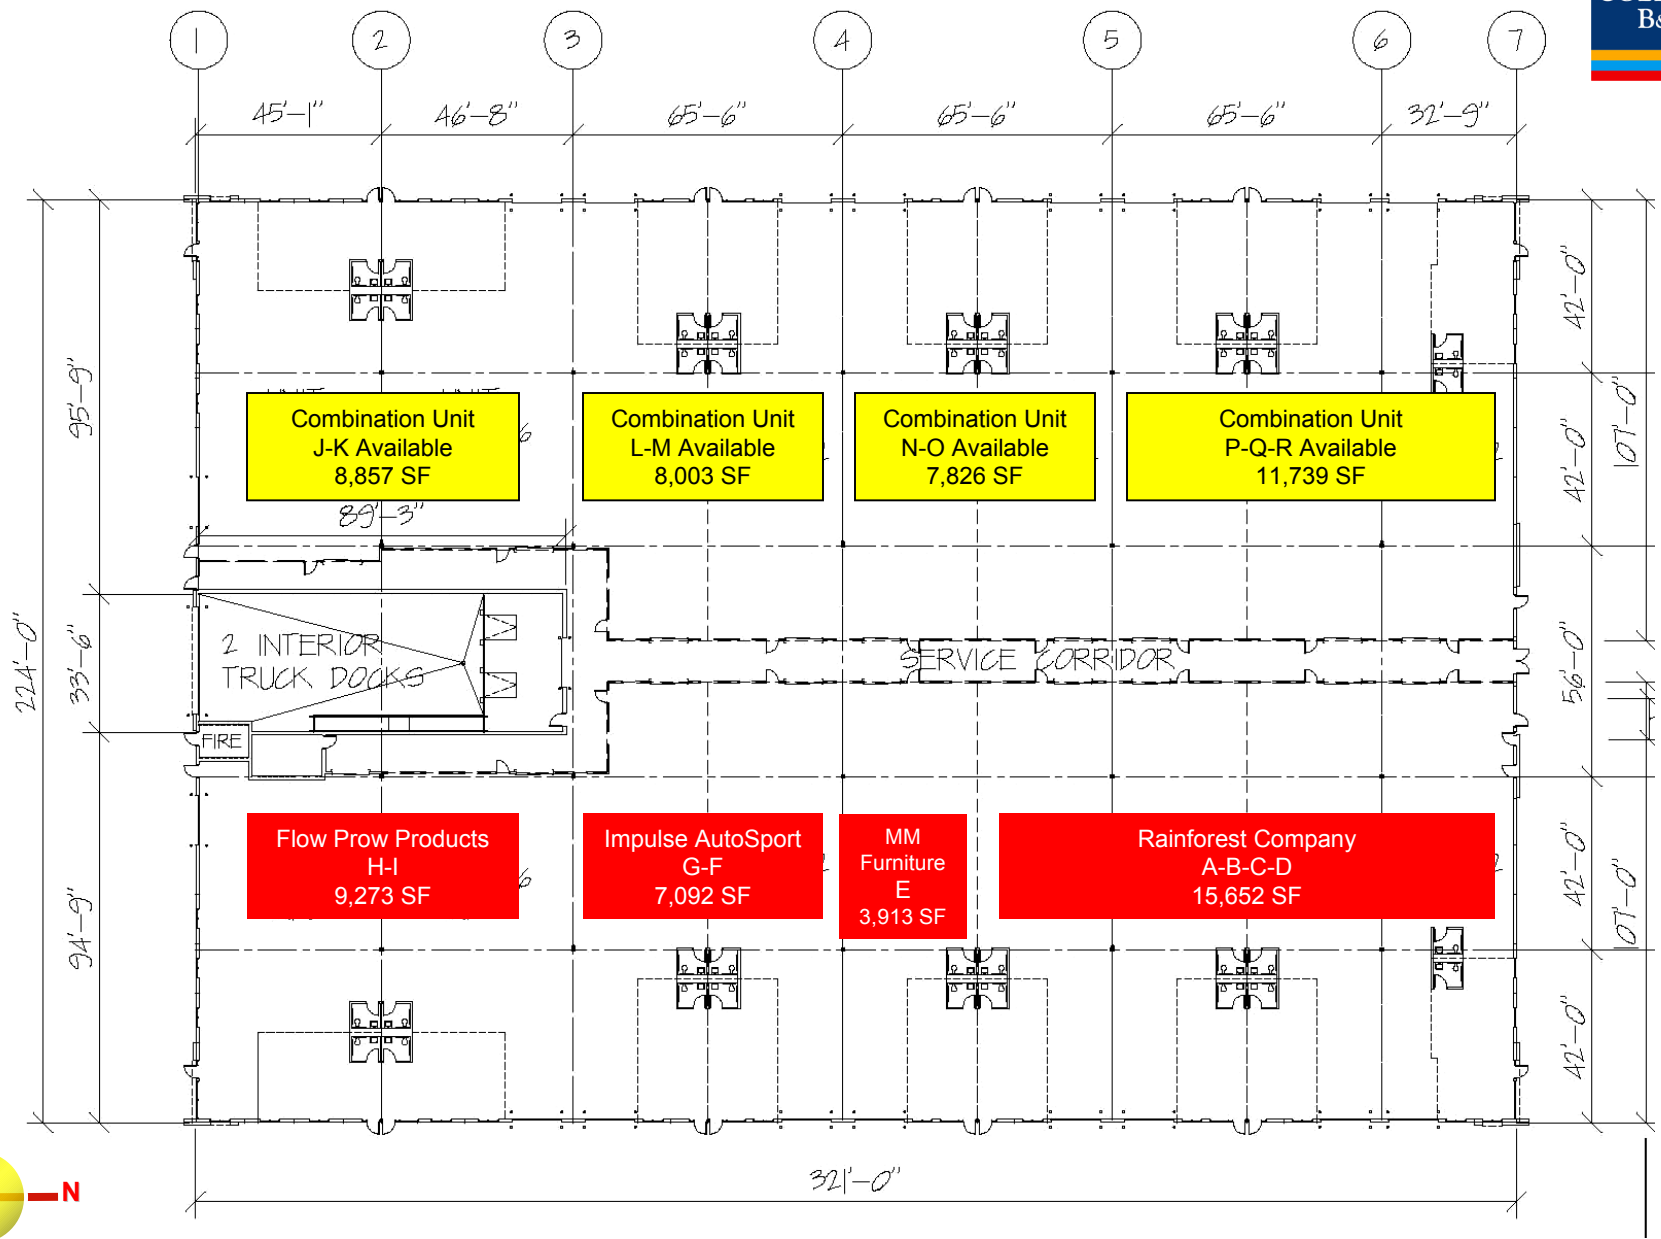 B&
1
2
3
4
5
6
7
45'-1"
46'-8"
65'-6"
65'-6"
65'-6"
32'-9"
42'-0"
95'-9"
107'-0"
Combination Unit
J-K Available
8,857 SF
Combination Unit
L-M Available
8,003 SF
Combination Unit
N-O Available
7,826 SF
Combination Unit
P-Q-R Available
11,739 SF
6
42'-0"
89'-3"
224'-0"
33'-6"
2 INTERIOR
TRUCK DOCKS
SERVICE CORRIDOR
56'-0"
FIRE
Flow Prow Products
H-I
9,273 SF
Impulse AutoSport
G-F
7,092 SF
MM
Furniture
E
3,913 SF
Rainforest Company
A-B-C-D
15,652 SF
6
42'-0"
107'-0"
94'-9"
42'-0"
321'-0"
N